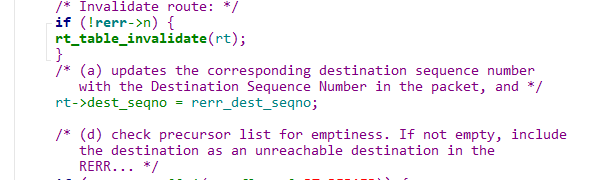 /* Invalidate route: */
if (!rerr->n) {
rt_table_invalidate(rt);
}
/* (a) updates the corresponding destination sequence number
with the Destination Sequence Number in the packet, and */
rt->dest_seqno = rerr_dest_seqno;
/* (d) check precursor list for emptiness. If not empty, include
the destination as an unreachable destination in the
RERR... */